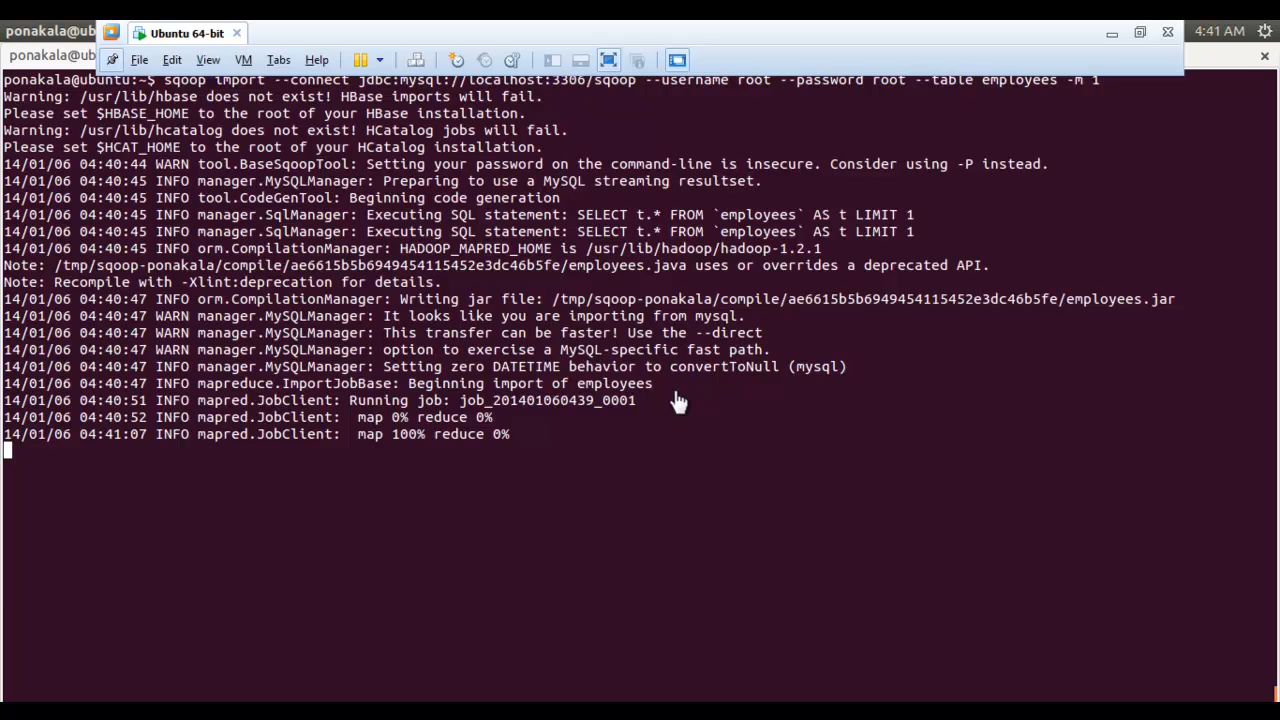 ponakala@ub
Ubuntu 64-bit
4:41 AM
ponakala@ub
File Edit View VM Tabs Help
ponakala@ubuntu:~$ sqoop import --connect jdbc:mysql://localhost:3306/sqoop --username root --password root --table employees -m 1
Warning: /usr/lib/hbase does not exist! HBase imports will fail.
Please set $HBASE_HOME to the root of your HBase installation.
Warning: /usr/lib/hcatalog does not exist! HCatalog jobs will fail.
Please set $HCAT_HOME to the root of your HCatalog installation.
14/01/06 04:40:44 WARN tool.BaseSqoopTool: Setting your password on the command-line is insecure. Consider using -P instead.
14/01/06 04:40:45 INFO manager.MySQLManager: Preparing to use a MySQL streaming resultset.
14/01/06 04:40:45 INFO tool.CodeGenTool: Beginning code generation
14/01/06 04:40:45 INFO manager.SqlManager: Executing SQL statement: SELECT t.* FROM `employees` AS t LIMIT 1
14/01/06 04:40:45 INFO manager.SqlManager: Executing SQL statement: SELECT t.* FROM `employees` AS t LIMIT 1
14/01/06 04:40:45 INFO orm.CompilationManager: HADOOP_MAPRED_HOME is /usr/lib/hadoop/hadoop-1.2.1
Note: /tmp/sqoop-ponakala/compile/ae6615b5b6949454115452e3dc46b5fe/employees.java uses or overrides a deprecated API.
Note: Recompile with -Xlint:deprecation for details.
14/01/06 04:40:47 INFO orm.CompilationManager: Writing jar file: /tmp/sqoop-ponakala/compile/ae6615b5b6949454115452e3dc46b5fe/employees.jar
14/01/06 04:40:47 WARN manager.MySQLManager: It looks like you are importing from mysql.
14/01/06 04:40:47 WARN manager.MySQLManager: This transfer can be faster! Use the --direct
14/01/06 04:40:47 WARN manager.MySQLManager: option to exercise a MySQL-specific fast path.
14/01/06 04:40:47 INFO manager.MySQLManager: Setting zero DATETIME behavior to convertToNull (mysql)
14/01/06 04:40:47 INFO mapreduce.ImportJobBase: Beginning import of employees
14/01/06 04:40:51 INFO mapred.JobClient: Running job: job_201401060439_0001
14/01/06 04:40:52 INFO mapred.JobClient:  map 0% reduce 0%
14/01/06 04:41:07 INFO mapred.JobClient:  map 100% reduce 0%